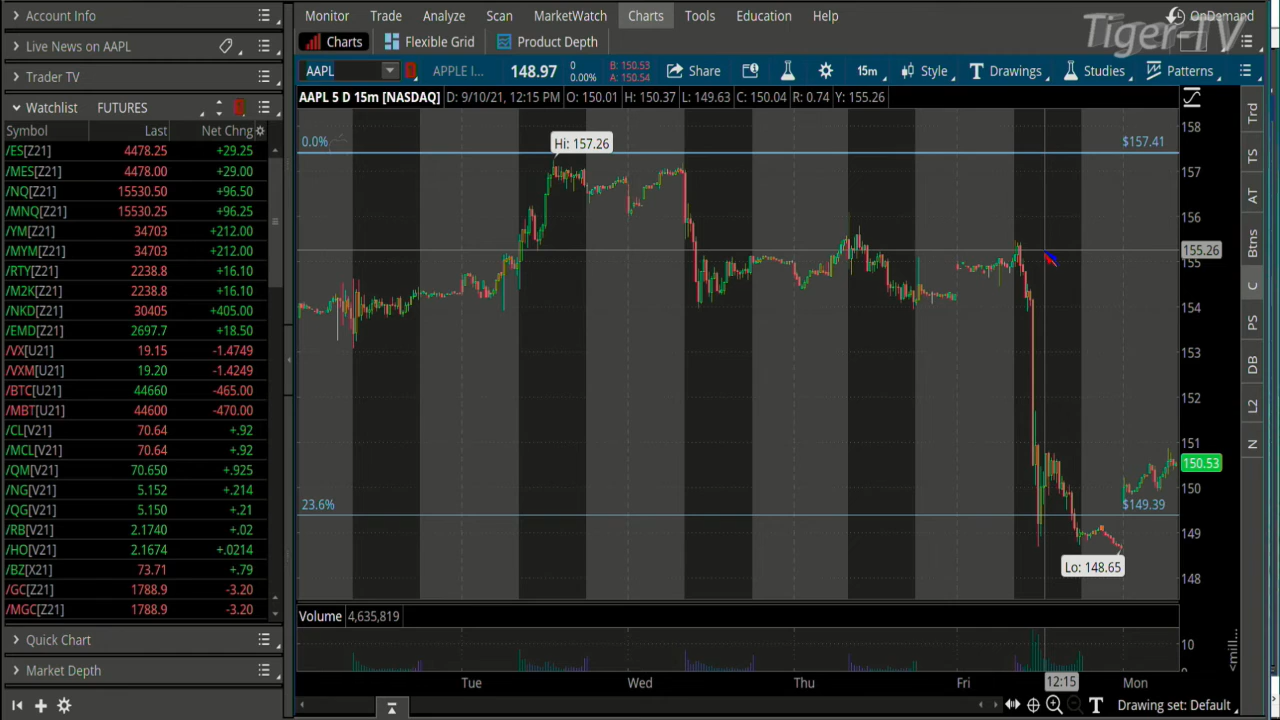 Account Info
Live News on AAPL
Trader TV
Watchlist FUTURES
Symbol Last Net Chng
/ES[Z21] 4478.25 +29.25
/MES[Z21] 4478.00 +29.00
/NQ[Z21] 15530.50 +96.50
/MNQ[Z21] 15530.25 +96.25
/YM[Z21] 34703 +212.00
/MYM[Z21] 34703 +212.00
/RTY[Z21] 2238.8 +16.10
/M2K[Z21] 2238.8 +16.10
/NKD[Z21] 30405 +405.00
/EMD[Z21] 2697.7 +18.50
/VX[U21] 19.15 -1.4749
/VXM[U21] 19.20 -1.4249
/BTC[U21] 44660 -465.00
/MBT[U21] 44600 -470.00
/CL[V21] 70.64 +.92
/MCL[V21] 70.64 +.92
/QM[V21] 70.650 +.925
/NG[V21] 5.152 +.214
/QG[V21] 5.150 +.21
/RB[V21] 2.1740 +.02
/HO[V21] 2.1674 +.0214
/BZ[X21] 73.71 +.79
/GC[Z21] 1788.9 -3.20
/MGC[Z21] 1788.9 -3.20
Quick Chart
Market Depth
Monitor Trade Analyze Scan MarketWatch Charts Tools Education Help
OnDemand
Tiger-TV
Charts Flexible Grid Product Depth
AAPL APPLE I... 148.97 0 0.00% B: 150.53 A: 150.54 Share 15m Style Drawings Studies Patterns
AAPL 5 D 15m [NASDAQ] D: 9/10/21, 12:15 PM O: 150.01 H: 150.37 L: 149.63 C: 150.04 R: 0.74 Y: 155.26
0.0% $157.41
Hi: 157.26
158
157
156
155.26
155
154
153
152
151
150.53
150
23.6% $149.39
149
Lo: 148.65
148
Volume 4,635,819
10
<mill...
Tue Wed Thu Fri 12:15 Mon
Drawing set: Default
Trd
TS
AT
Btns
C
PS
DB
L2
N